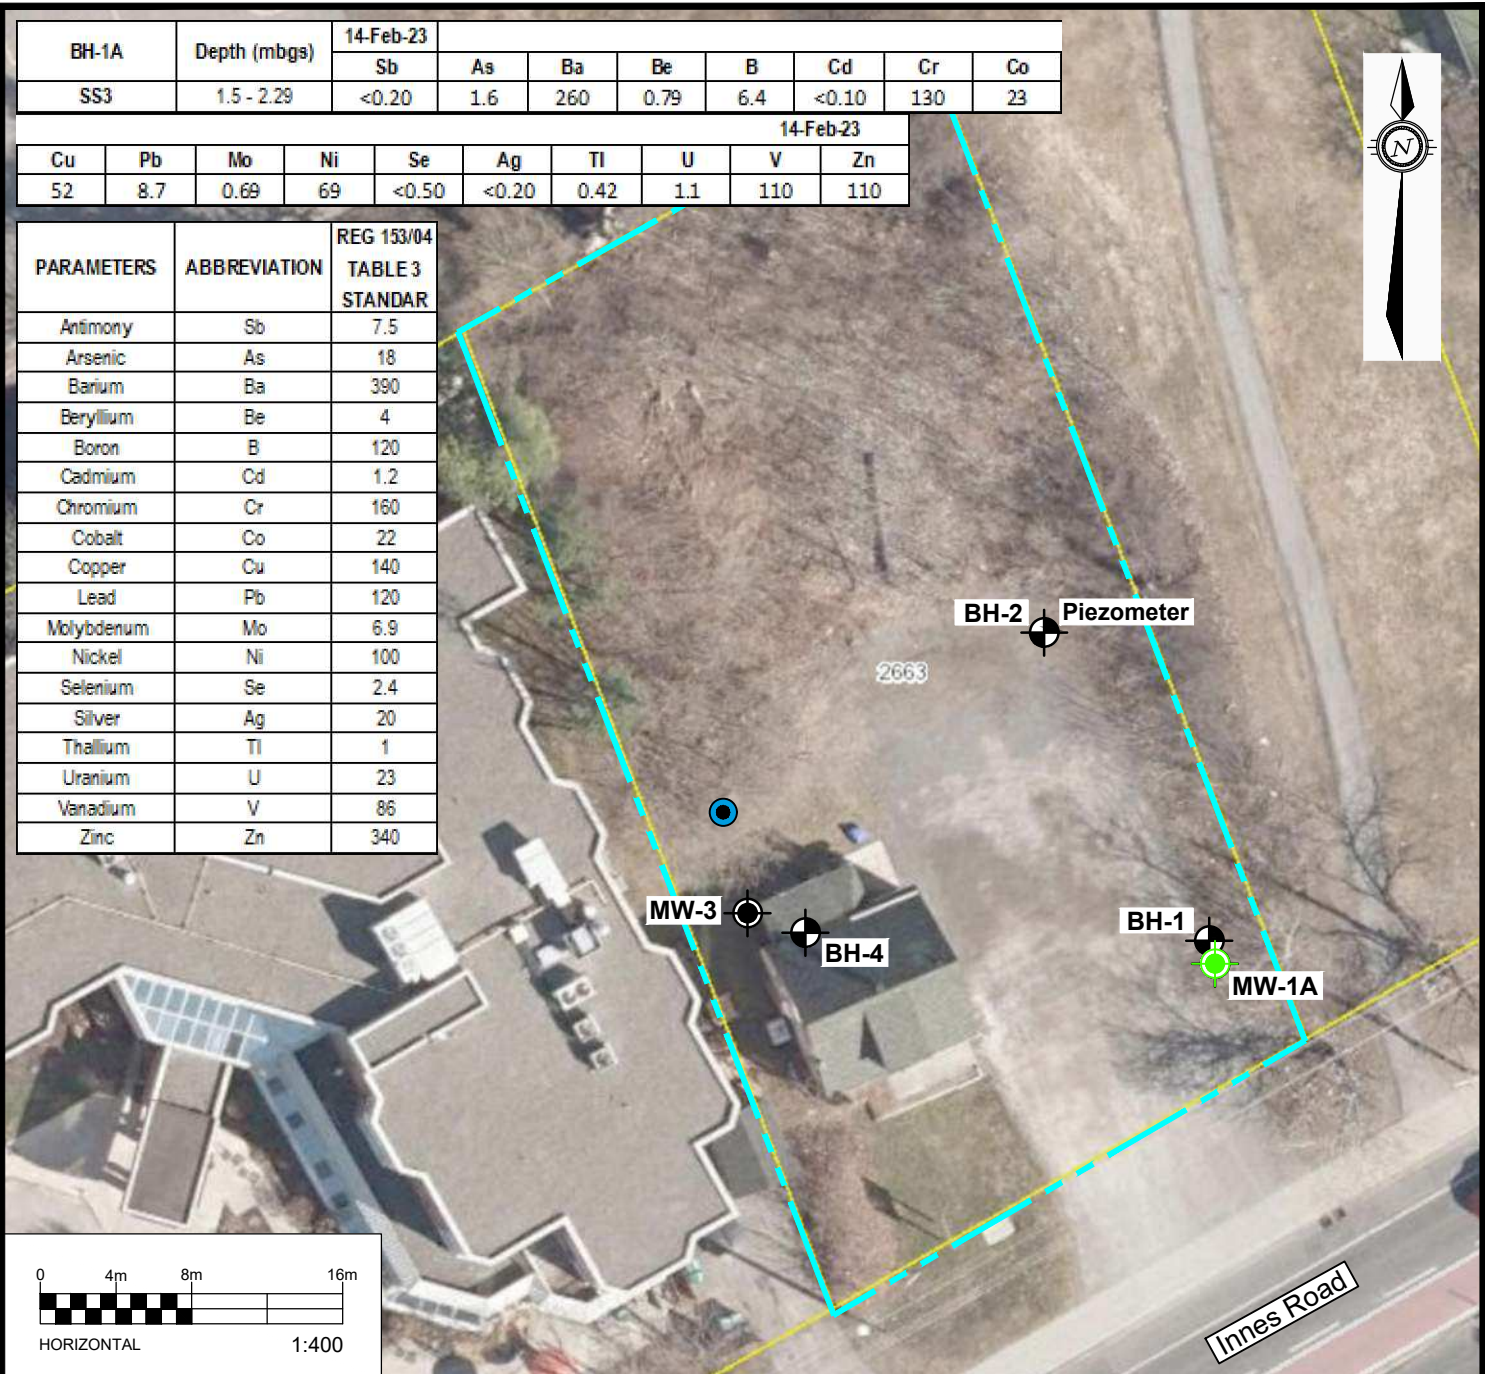 BH-1A Depth (mbgs) 14-Feb-23
Sb As Ba Be B Cd Cr Co
SS3 1.5 - 2.29 <0.20 1.6 260 0.79 6.4 <0.10 130 23
14-Feb-23
Cu Pb Mo Ni Se Ag Tl U V Zn
52 8.7 0.69 69 <0.50 <0.20 0.42 1.1 110 110
PARAMETERS ABBREVIATION REG 153/04
TABLE 3
STANDAR
Antimony Sb 7.5
Arsenic As 18
Barium Ba 390
Beryllium Be 4
Boron B 120
Cadmium Cd 1.2
Chromium Cr 160
Cobalt Co 22
Copper Cu 140
Lead Pb 120
Molybdenum Mo 6.9
Nickel Ni 100
Selenium Se 2.4
Silver Ag 20
Thallium Tl 1
Uranium U 23
Vanadium V 86
Zinc Zn 340
N
BH-2 Piezometer
2663
MW-3
BH-4
BH-1
MW-1A
Innes Road
0 4m 8m 16m
HORIZONTAL 1:400